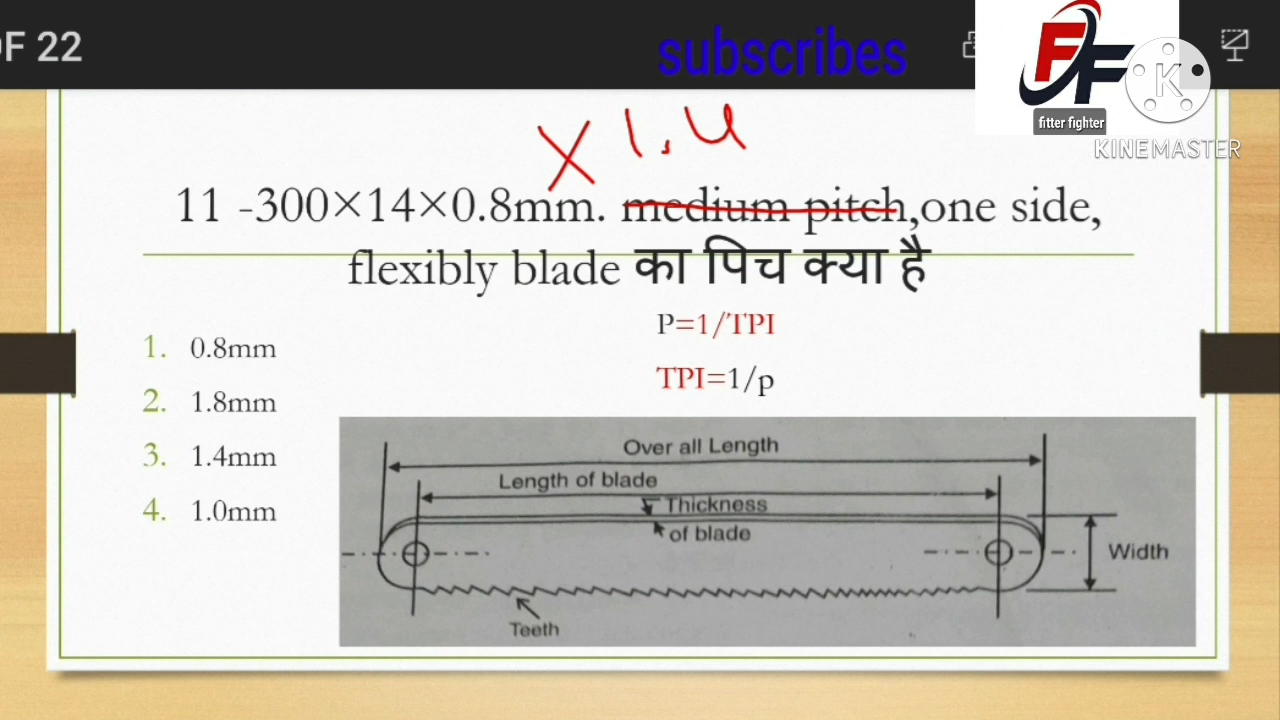 OF 22
subscribes
fitter fighter
K
KINEMASTER
× 1.4
11 -300×14×0.8mm. medium pitch,one side,
flexibly blade का पिच क्या है
P=1/TPI
TPI=1/p
1. 0.8mm
2. 1.8mm
3. 1.4mm
4. 1.0mm
Over all Length
Length of blade
Thickness
of blade
Width
Teeth